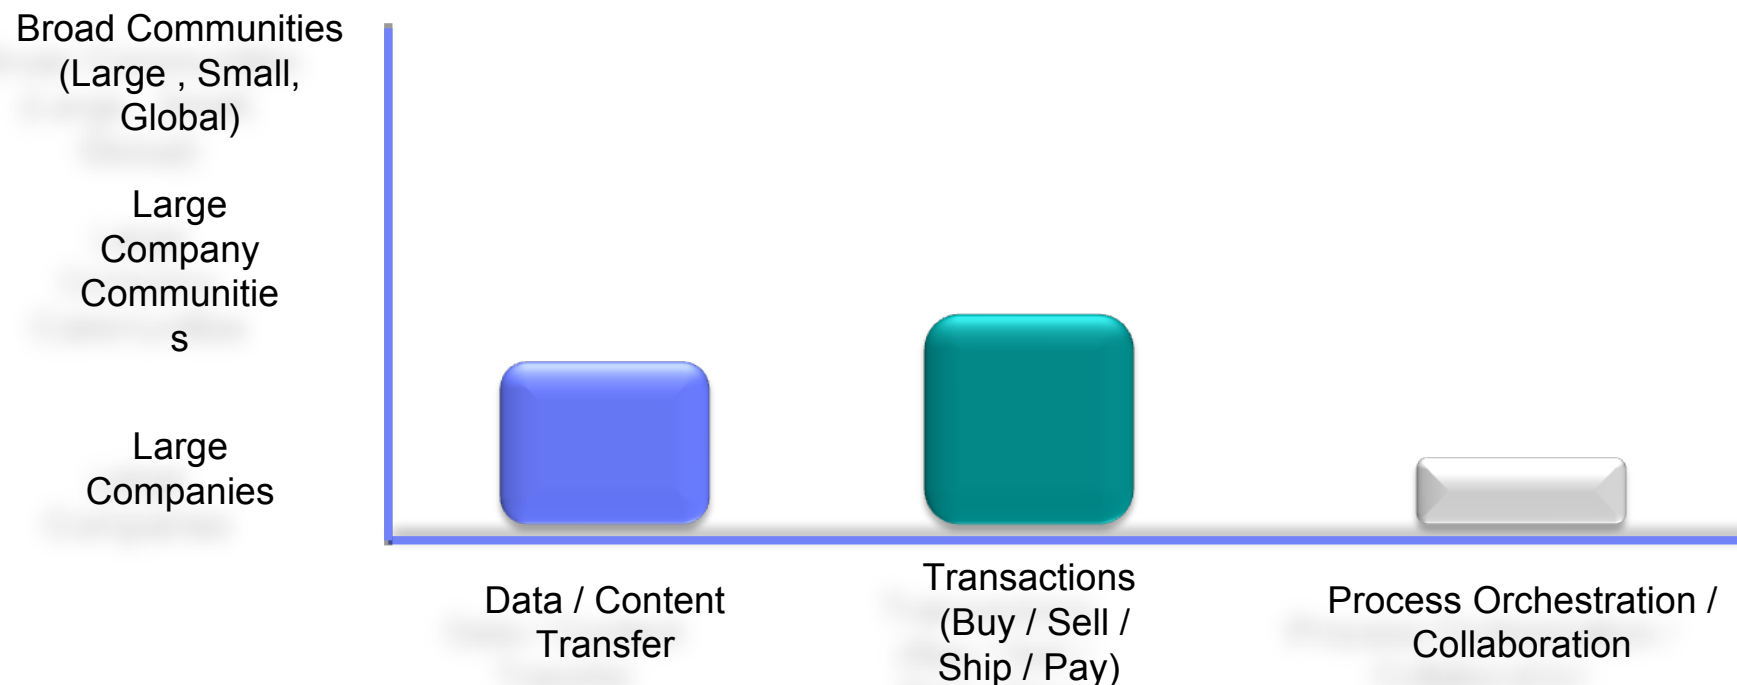 Broad Communities
(Large , Small,
Global)
Large
Company
Communitie
s
Large
Companies
Data / Content
Transfer
Transactions
(Buy / Sell /
Ship / Pay)
Process Orchestration /
Collaboration